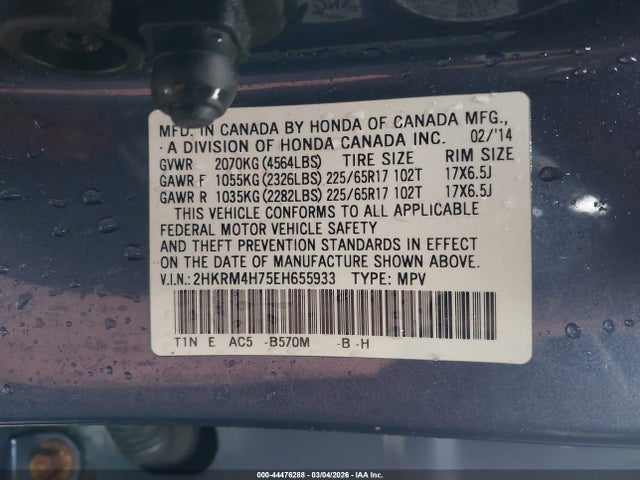 MFD. IN CANADA BY HONDA OF CANADA MFG.,
A DIVISION OF HONDA CANADA INC. 02/'14
GVWR 2070KG(4564LBS) TIRE SIZE RIM SIZE
GAWR F 1055KG(2326LBS) 225/65R17 102T 17X6.5J
GAWR R 1035KG(2282LBS) 225/65R17 102T 17X6.5J
THIS VEHICLE CONFORMS TO ALL APPLICABLE
FEDERAL MOTOR VEHICLE SAFETY
AND THEFT PREVENTION STANDARDS IN EFFECT
ON THE DATE OF MANUFACTURE SHOWN ABOVE.
V.I.N.: 2HKRM4H75EH655933 TYPE: MPV
T1N E AC5 -B570M -B -H
000-44476288 - 03/04/2026 - IAA Inc.